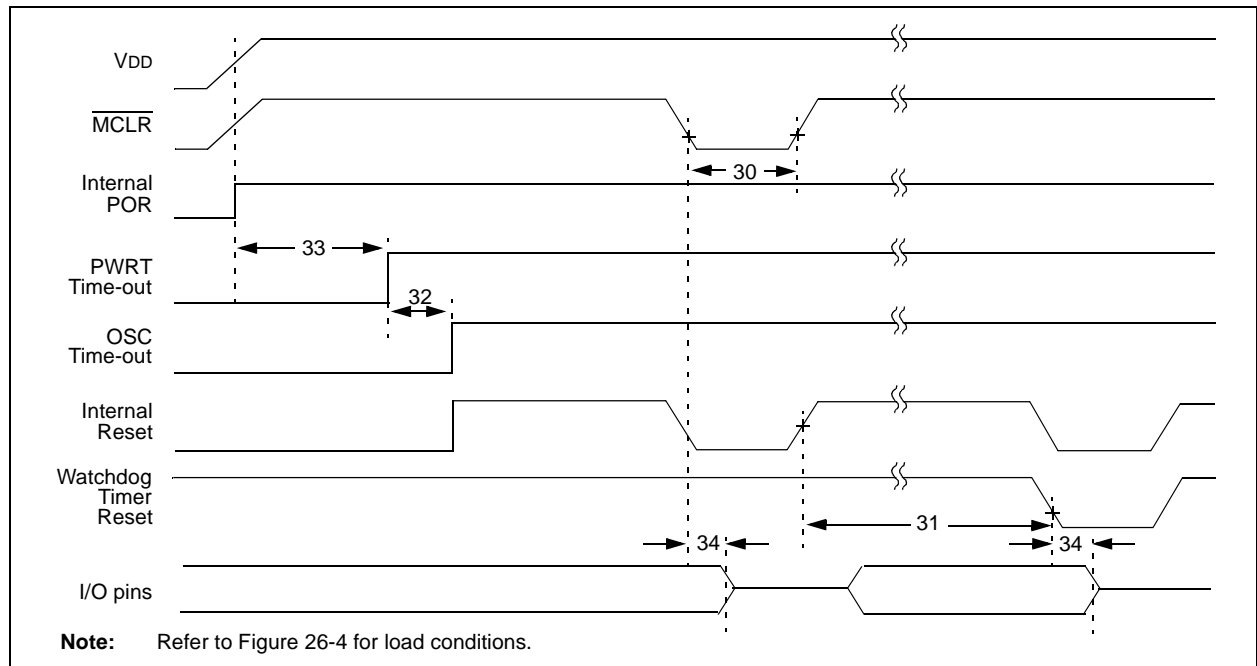 VDD
MCLR
30
Internal
POR
33
PWRT
Time-out
32
OSC
Time-out
Internal
Reset
Watchdog
Timer
Reset
31
34
34
I/O pins
Note: Refer to Figure 26-4 for load conditions.